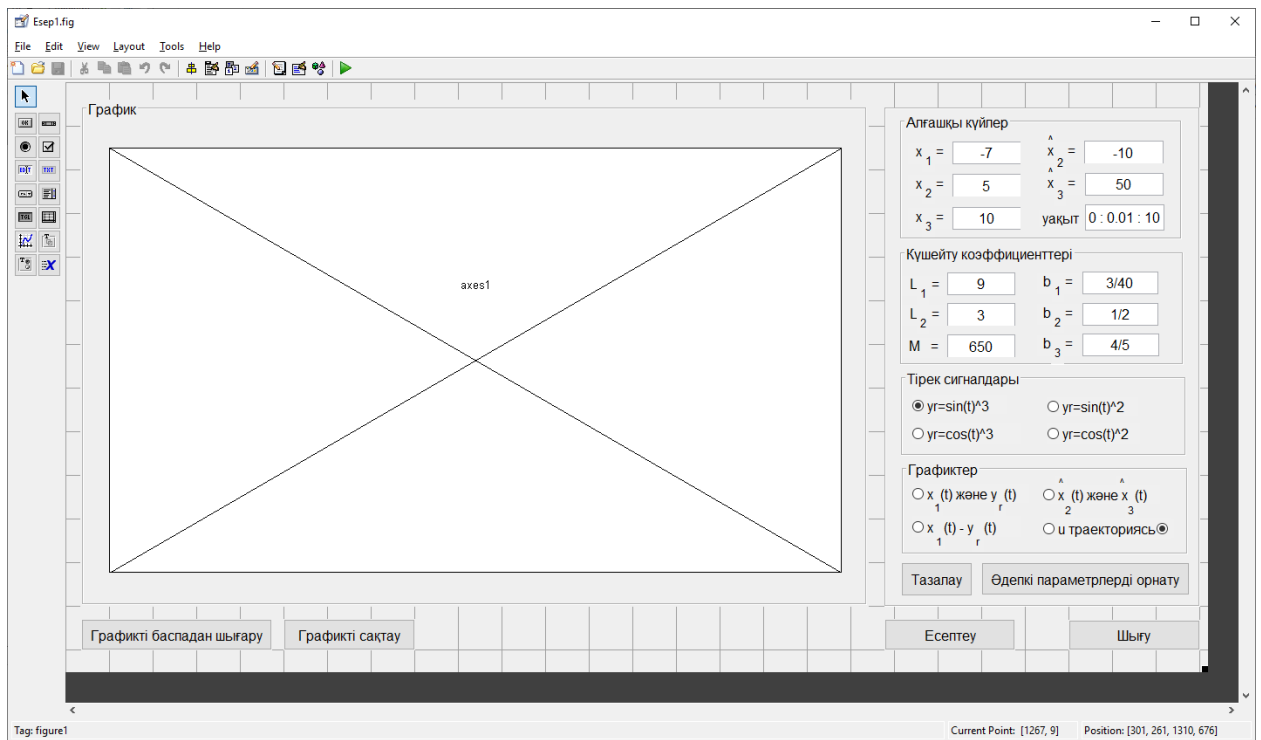 Esep1.fig
File Edit View Layout Tools Help
График
axes1
Алғашқы күйлер
x 1 = -7
^ x 2 = -10
x 2 = 5
^ x 3 = 50
x 3 = 10
уақыт 0 : 0.01 : 10
Күшейту коэффициенттері
L 1 = 9
b 1 = 3/40
L 2 = 3
b 2 = 1/2
M = 650
b 3 = 4/5
Тірек сигналдары
yr=sin(t)^3
yr=sin(t)^2
yr=cos(t)^3
yr=cos(t)^2
Графиктер
x 1 (t) және y r (t)
^ x 2 (t) және ^ x 3 (t)
x 1 (t) - y r (t)
u траекториясь
Тазалау
Әдепкі параметрлерді орнату
Графикті баспадан шығару
Графикті сақтау
Есептеу
Шығу
Tag: figure1
Current Point: [1267, 9]
Position: [301, 261, 1310, 676]